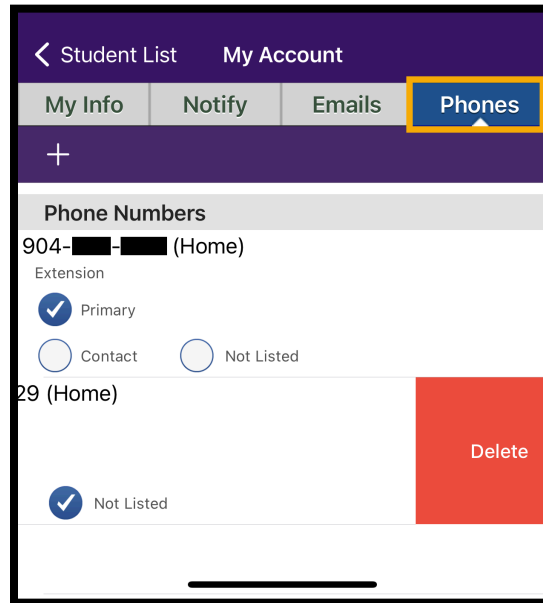 Student List My Account
My Info Notify Emails Phones
+
Phone Numbers
904- - (Home)
Extension
Primary
Contact Not Listed
29 (Home)
Delete
Not Listed